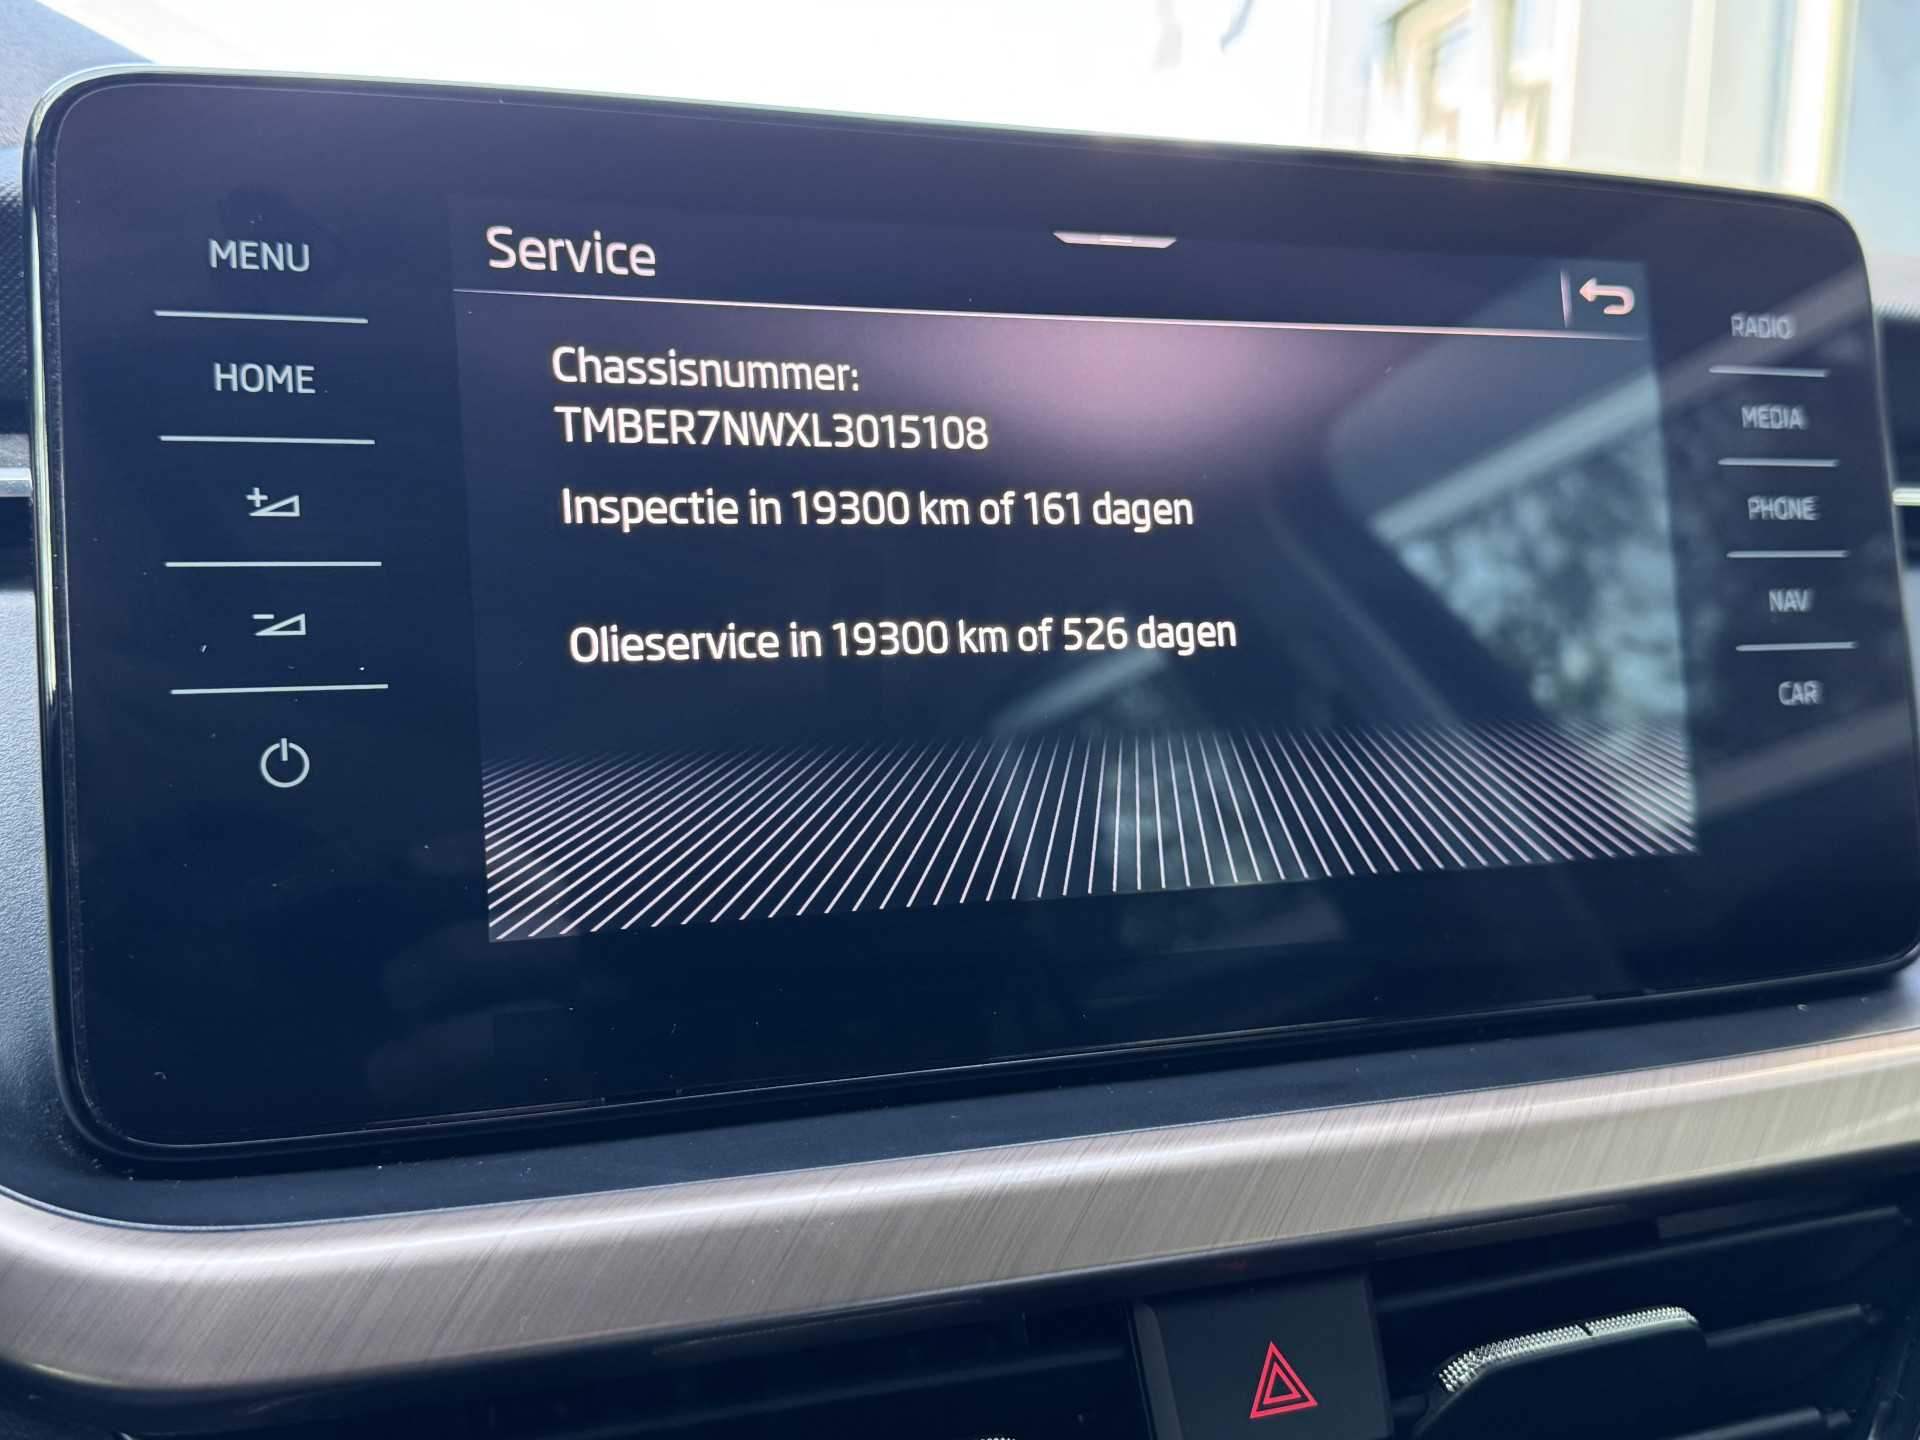 MENU
HOME
Service
Chassisnummer:
TMBER7NWXL3015108
Inspectie in 19300 km of 161 dagen
Olieservice in 19300 km of 526 dagen
RADIO
MEDIA
PHONE
NAV
CAR